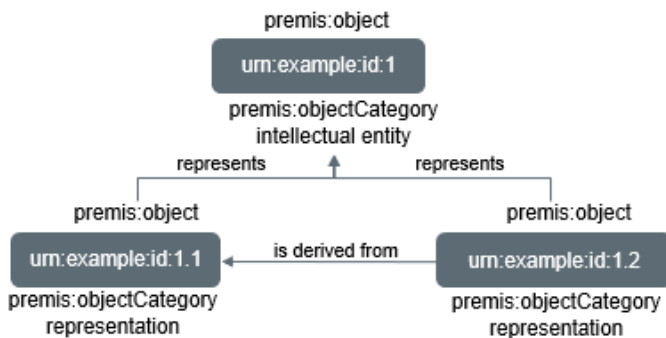 premis:object
urn:example:id:1
premis:objectCategory
intellectual entity
represents
represents
premis:object
premis:object
urn:example:id:1.1
is derived from
urn:example:id:1.2
premis:objectCategory
representation
premis:objectCategory
representation